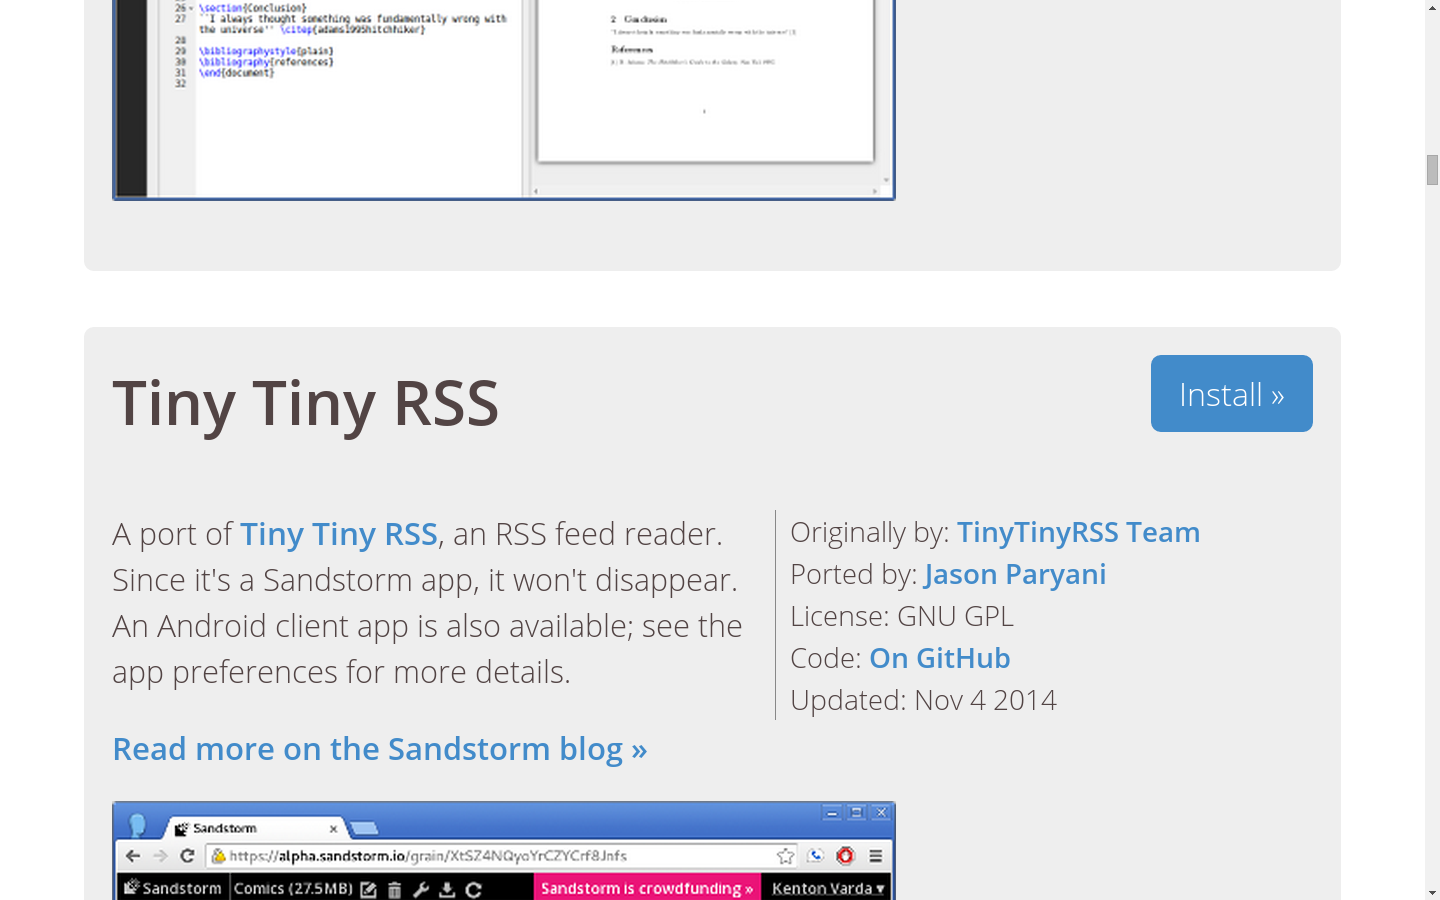 26 \section{Conclusion}
27 ``I always thought something was fundamentally wrong with
the universe'' \citep{adams1995hitchhiker}
28
29 \bibliographystyle{plain}
30 \bibliography{references}
31 \end{document}
32
2 Conclusion
References
Tiny Tiny RSS
Install »
A port of Tiny Tiny RSS, an RSS feed reader.
Since it's a Sandstorm app, it won't disappear.
An Android client app is also available; see the
app preferences for more details.
Originally by: TinyTinyRSS Team
Ported by: Jason Paryani
License: GNU GPL
Code: On GitHub
Updated: Nov 4 2014
Read more on the Sandstorm blog »
Sandstorm
https://alpha.sandstorm.io/grain/XtSZ4NQyoYrCZYCrf8Jnfs
Sandstorm Comics (27.5MB) Sandstorm is crowdfunding » Kenton Varda ▾